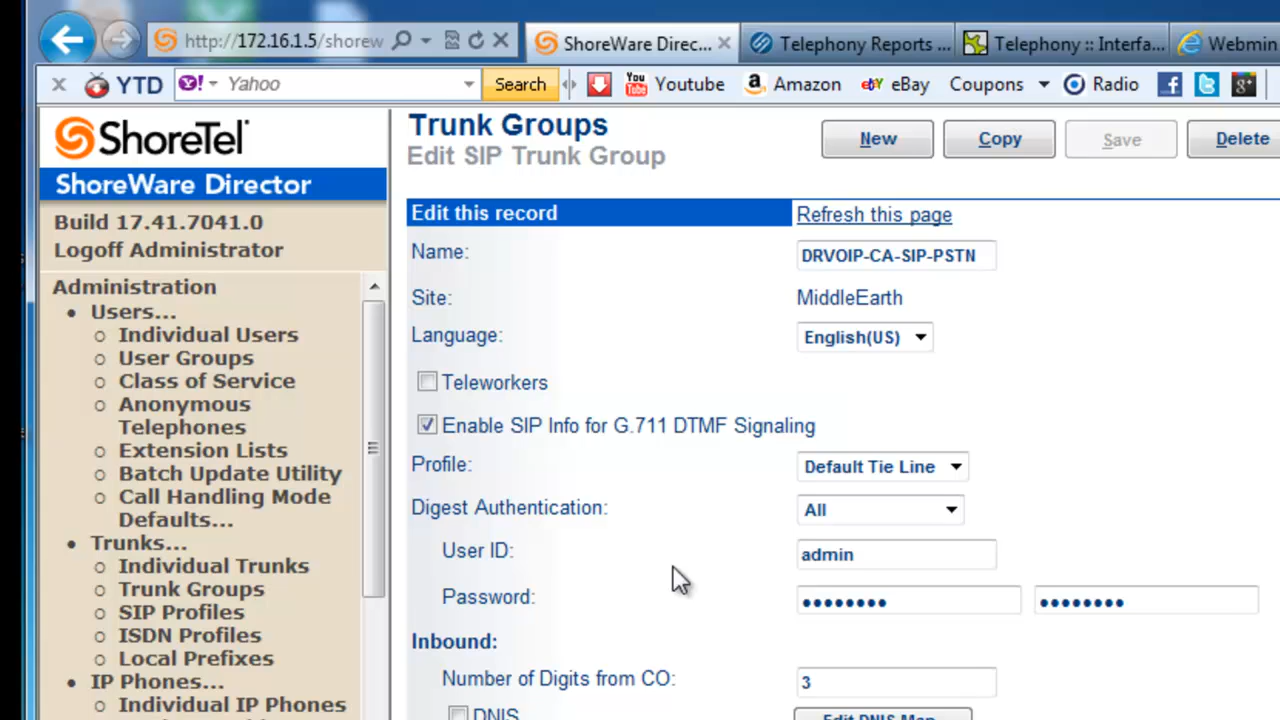 http://172.16.1.5/shorew
ShoreWare Direc...
Telephony Reports ...
Telephony :: Interfa...
Webmin
YTD
Yahoo
Search
Youtube
Amazon
eBay
Coupons
Radio
ShoreTel
ShoreWare Director
Build 17.41.7041.0
Logoff Administrator
Administration
Users...
Individual Users
User Groups
Class of Service
Anonymous
Telephones
Extension Lists
Batch Update Utility
Call Handling Mode
Defaults...
Trunks...
Individual Trunks
Trunk Groups
SIP Profiles
ISDN Profiles
Local Prefixes
IP Phones...
Individual IP Phones
Trunk Groups
Edit SIP Trunk Group
New
Copy
Save
Delete
Edit this record
Refresh this page
Name:
DRVOIP-CA-SIP-PSTN
Site:
MiddleEarth
Language:
English(US)
Teleworkers
Enable SIP Info for G.711 DTMF Signaling
Profile:
Default Tie Line
Digest Authentication:
All
User ID:
admin
Password:
Inbound:
Number of Digits from CO:
3
DNIS
Edit DNIS Map